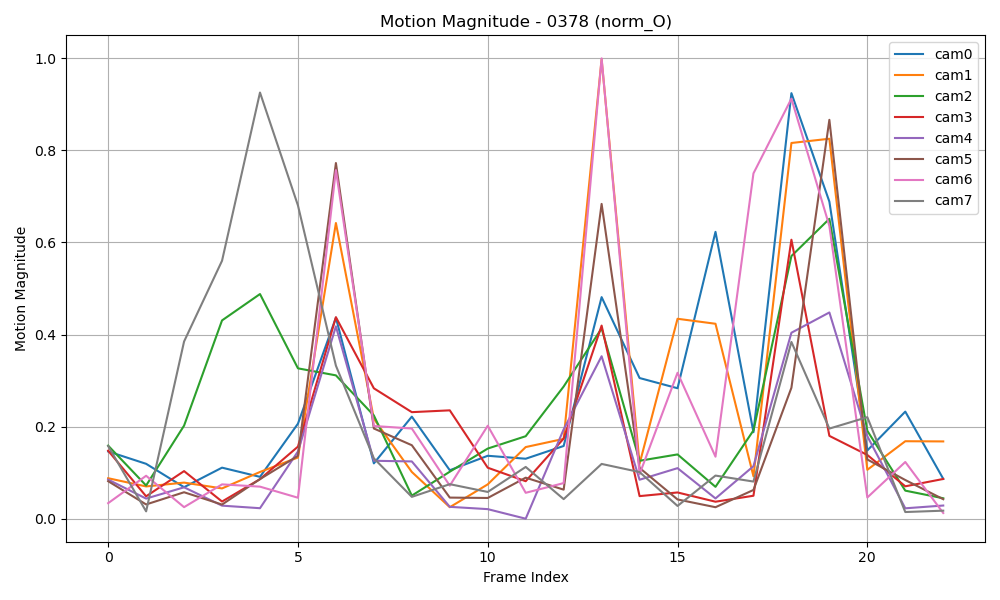 Motion Magnitude - 0378 (norm_O)
cam0
cam1
cam2
cam3
cam4
cam5
cam6
cam7
Motion Magnitude
1.0
0.8
0.6
0.4
0.2
0.0
0 5 10 15 20
Frame Index